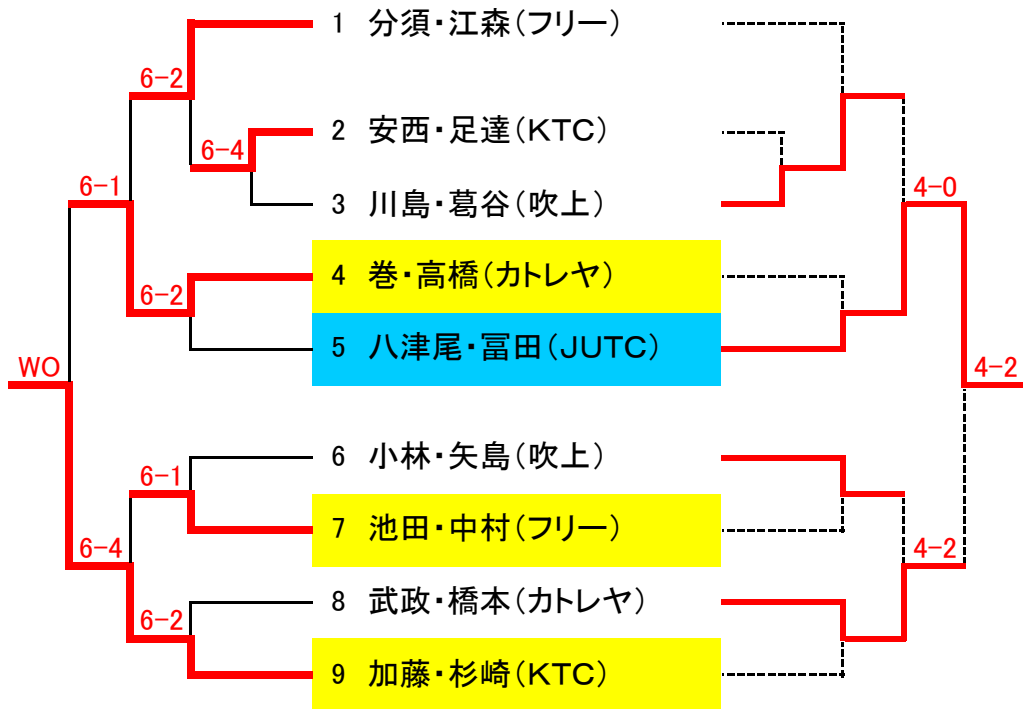 1 分須・江森(フリー)
6-2
2 安西・足達(KTC)
6-4
6-1
4-0
3 川島・葛谷(吹上)
4 巻・高橋(カトレヤ)
6-2
5 八津尾・冨田(JUTC)
WO
4-2
6 小林・矢島(吹上)
6-1
7 池田・中村(フリー)
6-4
4-2
8 武政・橋本(カトレヤ)
6-2
9 加藤・杉崎(KTC)